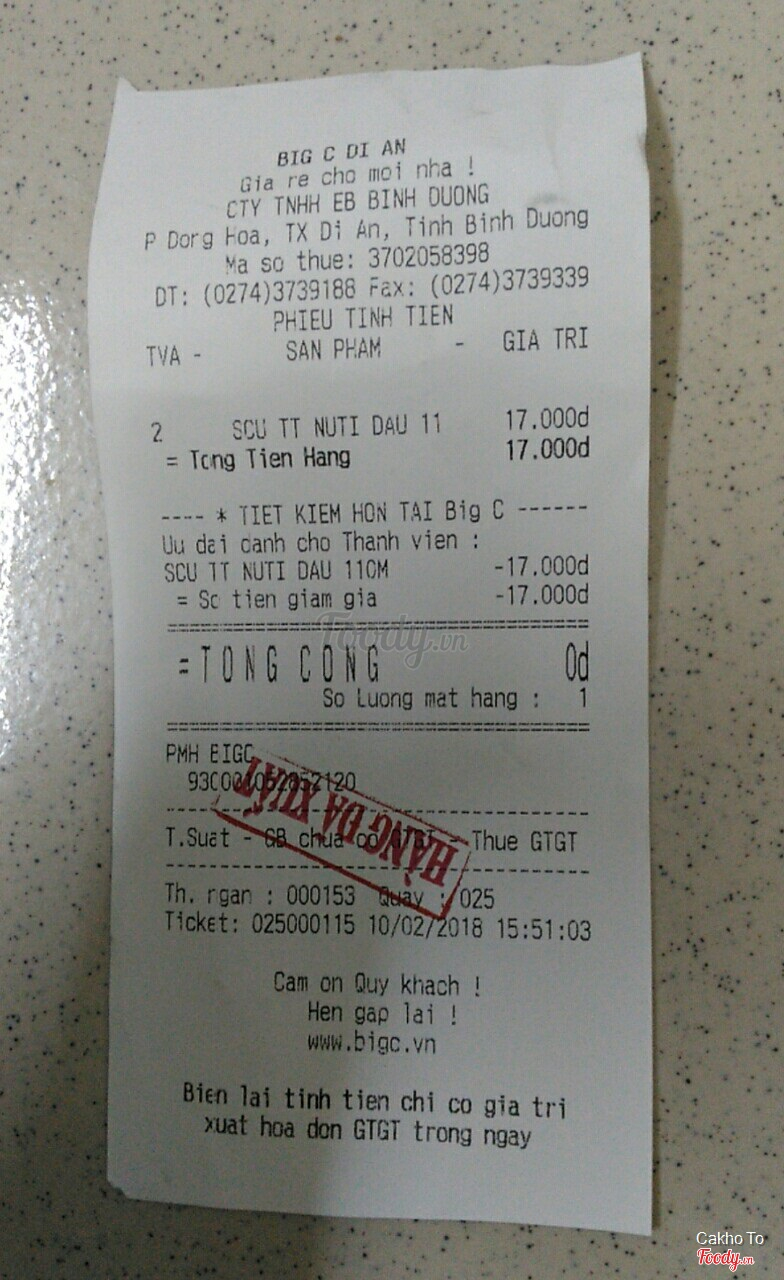 BIG C DI AN
Gia re cho moi nha !
CTY TNHH EB BINH DUONG
P Dong Hoa, TX Di An, Tinh Binh Duong
Ma so thue: 3702058398
DT: (0274)3739188 Fax: (0274)3739339
PHIEU TINH TIEN
TVA - SAN PHAM - GIA TRI
2 SCU TT NUTI DAU 11 17.000d
= Tong Tien Hang 17.000d
---- * TIET KIEM HON TAI Big C ------
Uu dai danh cho Thanh vien :
SCU TT NUTI DAU 110M -17.000d
= So tien giam gia -17.000d
=TONG CONG 0d
So Luong mat hang : 1
PMH BIGC
HÀNG ĐÃ XUẤT
T.Suat - GB chua co GTGT - Thue GTGT
Th. ngan : 000153 Quay : 025
Ticket: 025000115 10/02/2018 15:51:03
Cam on Quy khach !
Hen gap lai !
www.bigc.vn
Bien lai tinh tien chi co gia tri
xuat hoa don GTGT trong ngay
Foody.vn
Cakho To
Foody.vn